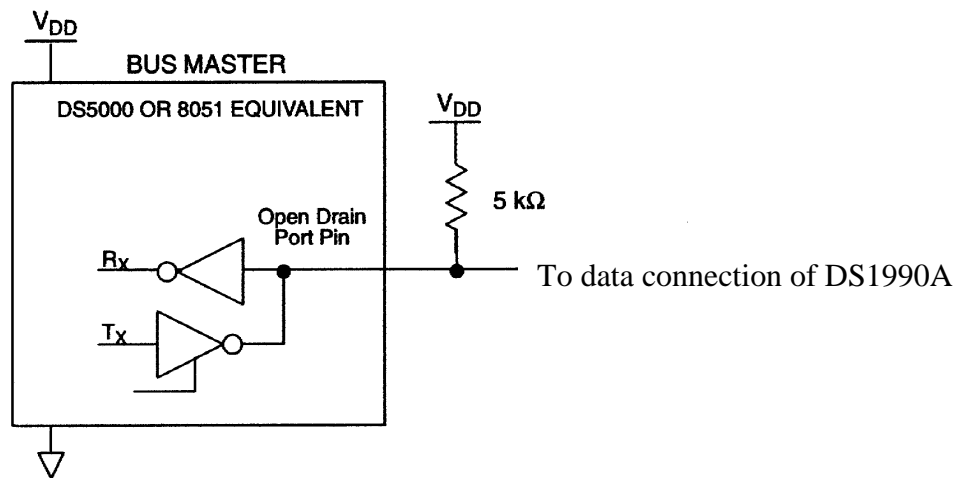 VDD
BUS MASTER
DS5000 OR 8051 EQUIVALENT
VDD
5 kΩ
Open Drain
Port Pin
RX
To data connection of DS1990A
TX